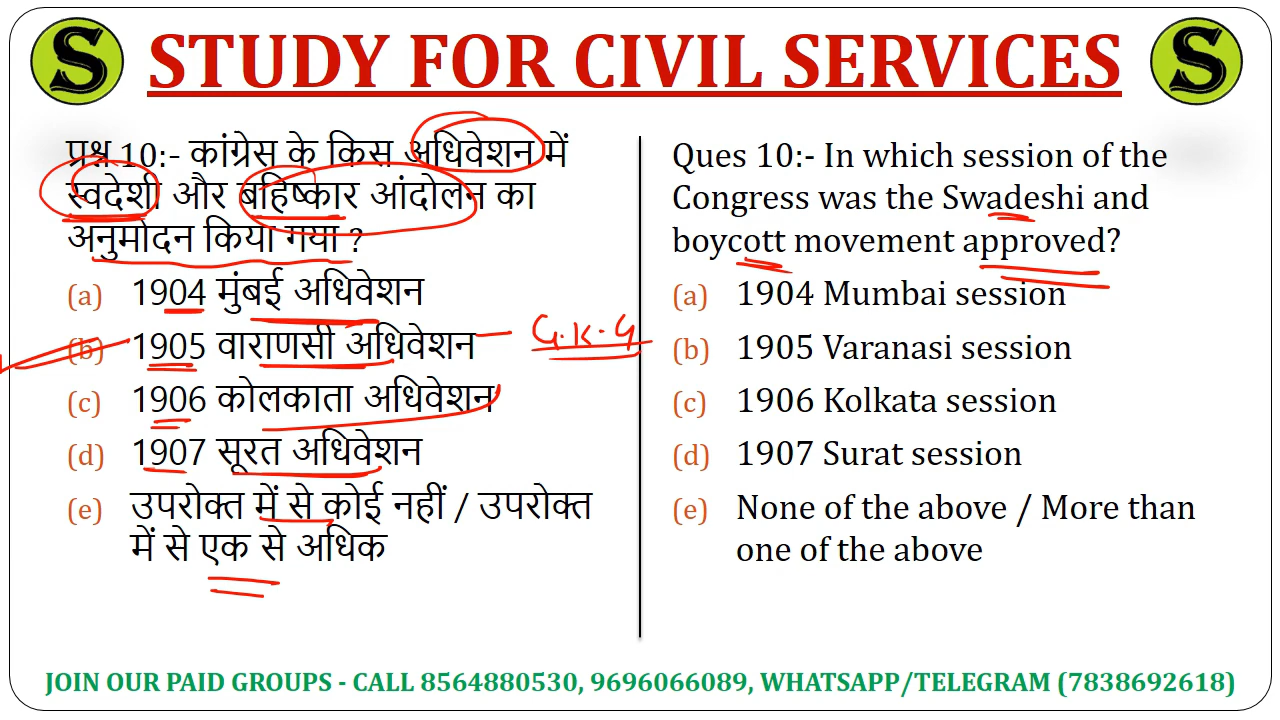 S STUDY FOR CIVIL SERVICES S
प्रश्न 10:- कांग्रेस के किस अधिवेशन में
स्वदेशी और बहिष्कार आंदोलन का
अनुमोदन किया गया ?
(a) 1904 मुंबई अधिवेशन
(b) 1905 वाराणसी अधिवेशन G.K.G
(c) 1906 कोलकाता अधिवेशन
(d) 1907 सूरत अधिवेशन
(e) उपरोक्त में से कोई नहीं / उपरोक्त
में से एक से अधिक
Ques 10:- In which session of the
Congress was the Swadeshi and
boycott movement approved?
(a) 1904 Mumbai session
(b) 1905 Varanasi session
(c) 1906 Kolkata session
(d) 1907 Surat session
(e) None of the above / More than
one of the above
JOIN OUR PAID GROUPS - CALL 8564880530, 9696066089, WHATSAPP/TELEGRAM (7838692618)